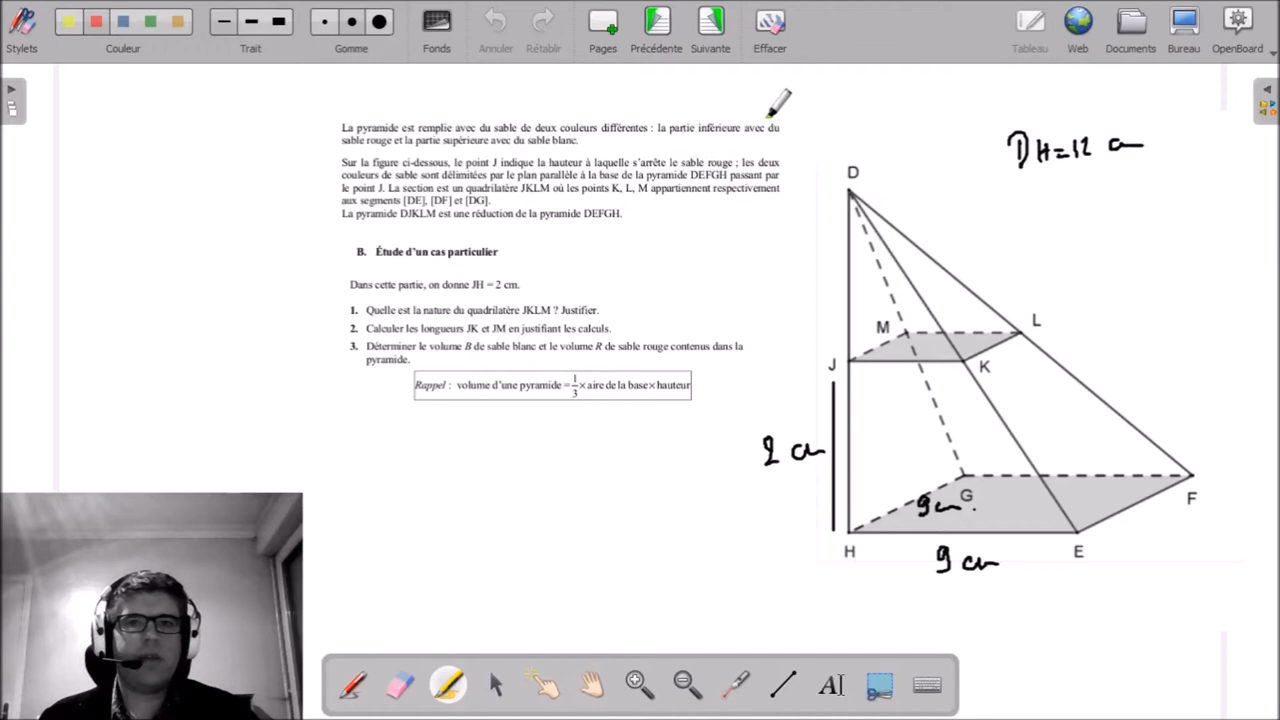 Stylets
Couleur
Trait
Gomme
Fonds
Annuler
Rétablir
Pages
Précédente
Suivante
Effacer
Tableau
Web
Documents
Bureau
OpenBoard
La pyramide est remplie avec du sable de deux couleurs différentes : la partie inférieure avec du
sable rouge et la partie supérieure avec du sable blanc.
Sur la figure ci-dessous, le point J indique la hauteur à laquelle s'arrête le sable rouge ; les deux
couleurs de sable sont délimitées par le plan parallèle à la base de la pyramide DEFGH passant par
le point J. La section est un quadrilatère JKLM où les points K, L, M appartiennent respectivement
aux segments [DE], [DF] et [DG].
La pyramide DJKLM est une réduction de la pyramide DEFGH.
B. Étude d'un cas particulier
Dans cette partie, on donne JH = 2 cm.
1. Quelle est la nature du quadrilatère JKLM ? Justifier.
2. Calculer les longueurs JK et JM en justifiant les calculs.
3. Déterminer le volume B de sable blanc et le volume R de sable rouge contenus dans la
pyramide.
Rappel : volume d'une pyramide = 1/3 × aire de la base × hauteur
DH = 12 cm
D
M
L
J
K
2 cm
G
9 cm.
F
H
E
9 cm
AI